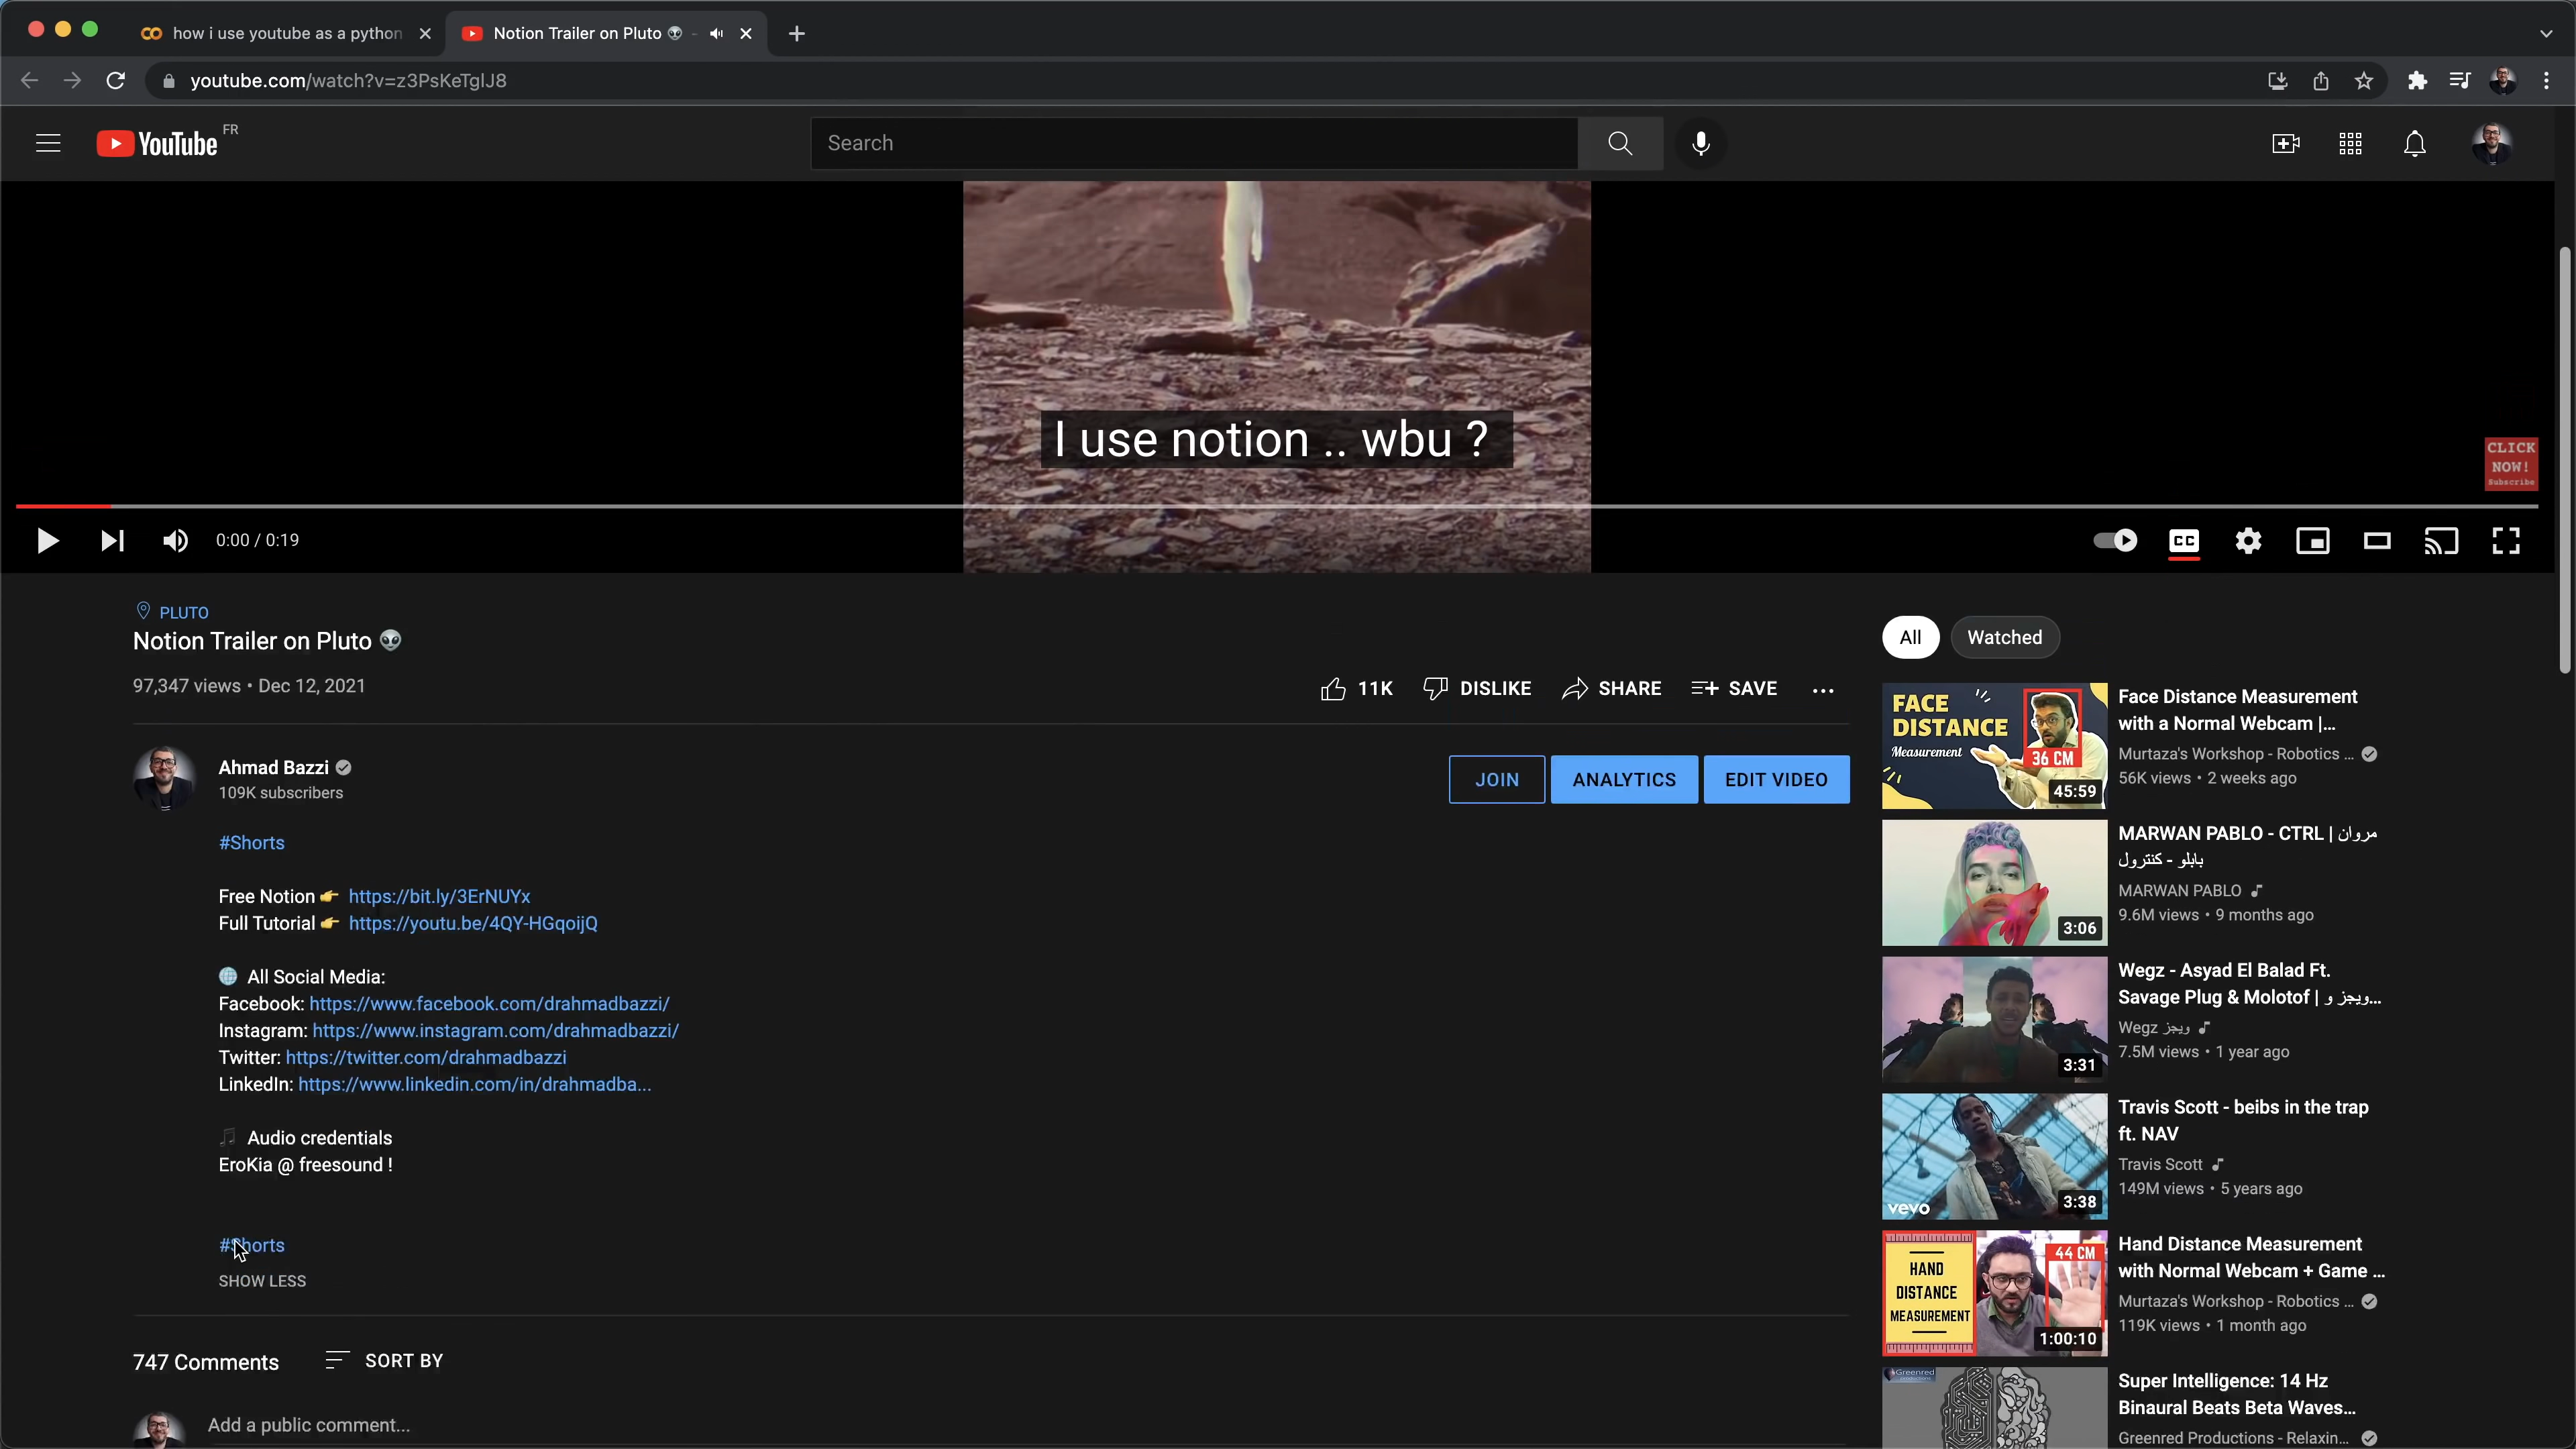 how i use youtube as a python
Notion Trailer on Pluto 👽
youtube.com/watch?v=z3PsKeTglJ8
YouTube FR
Search
I use notion .. wbu ?
CLICK
NOW!
Subscribe
0:00 / 0:19
CC
PLUTO
Notion Trailer on Pluto 👽
97,347 views • Dec 12, 2021
11K DISLIKE SHARE SAVE ...
Ahmad Bazzi
109K subscribers
JOIN ANALYTICS EDIT VIDEO
#Shorts
Free Notion 👉 https://bit.ly/3ErNUYx
Full Tutorial 👉 https://youtu.be/4QY-HGqoijQ
🌐 All Social Media:
Facebook: https://www.facebook.com/drahmadbazzi/
Instagram: https://www.instagram.com/drahmadbazzi/
Twitter: https://twitter.com/drahmadbazzi
LinkedIn: https://www.linkedin.com/in/drahmadba...
🎵 Audio credentials
EroKia @ freesound !
#Shorts
SHOW LESS
747 Comments SORT BY
Add a public comment...
All Watched
FACE
DISTANCE
Measurement
36 CM
45:59
Face Distance Measurement
with a Normal Webcam |...
Murtaza's Workshop - Robotics ...
56K views • 2 weeks ago
3:06
MARWAN PABLO - CTRL | مروان
بابلو - كنترول
MARWAN PABLO
9.6M views • 9 months ago
3:31
Wegz - Asyad El Balad Ft.
Savage Plug & Molotof | ويجز و...
Wegz ويجز
7.5M views • 1 year ago
vevo
3:38
Travis Scott - beibs in the trap
ft. NAV
Travis Scott
149M views • 5 years ago
HAND
DISTANCE
MEASUREMENT
44 CM
1:00:10
Hand Distance Measurement
with Normal Webcam + Game ...
Murtaza's Workshop - Robotics ...
119K views • 1 month ago
Greenred
Super Intelligence: 14 Hz
Binaural Beats Beta Waves...
Greenred Productions - Relaxin...